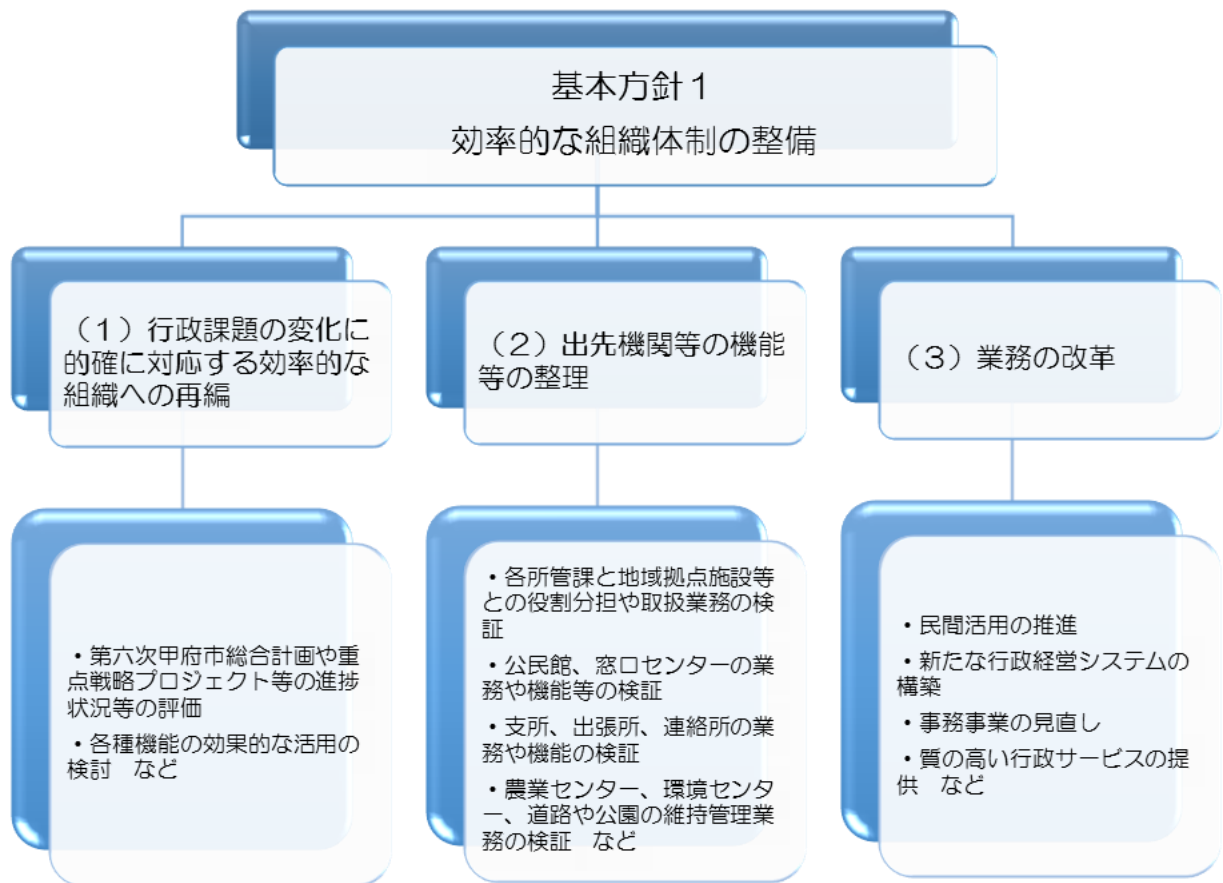 基本方針１
効率的な組織体制の整備
（１）行政課題の変化に
的確に対応する効率的な
組織への再編
（２）出先機関等の機能
等の整理
（３）業務の改革
・第六次甲府市総合計画や重
点戦略プロジェクト等の進捗
状況等の評価
・各種機能の効果的な活用の
検討　など
・各所管課と地域拠点施設等
との役割分担や取扱業務の検
証
・公民館、窓口センターの業
務や機能等の検証
・支所、出張所、連絡所の業
務や機能の検証
・農業センター、環境センタ
ー、道路や公園の維持管理業
務の検証　など
・民間活用の推進
・新たな行政経営システムの
構築
・事務事業の見直し
・質の高い行政サービスの提
供　など